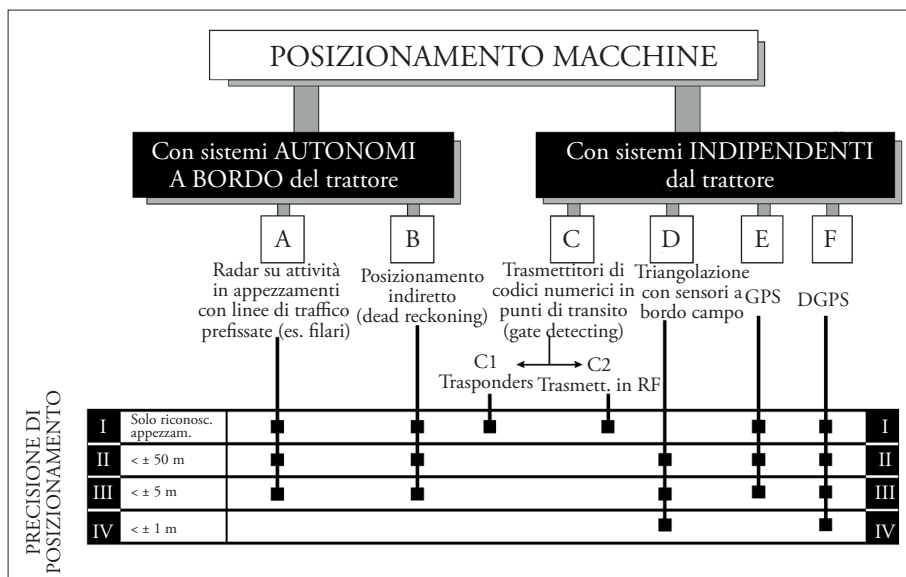 POSIZIONAMENTO MACCHINE
Con sistemi AUTONOMI
A BORDO del trattore
Con sistemi INDIPENDENTI
dal trattore
A
B
C
D
E
F
Radar su attività
in appezzamenti
con linee di traffico
prefissate (es. filari)
Posizionamento
indiretto
(dead reckoning)
Trasmettitori di
codici numerici in
punti di transito
(gate detecting)
Triangolazione
con sensori a
bordo campo
GPS
DGPS
C1
Trasponders
C2
Trasmett. in RF
PRECISIONE DI
POSIZIONAMENTO
I
Solo riconosc.
appezzam.
I
II
< ± 50 m
II
III
< ± 5 m
III
IV
< ± 1 m
IV